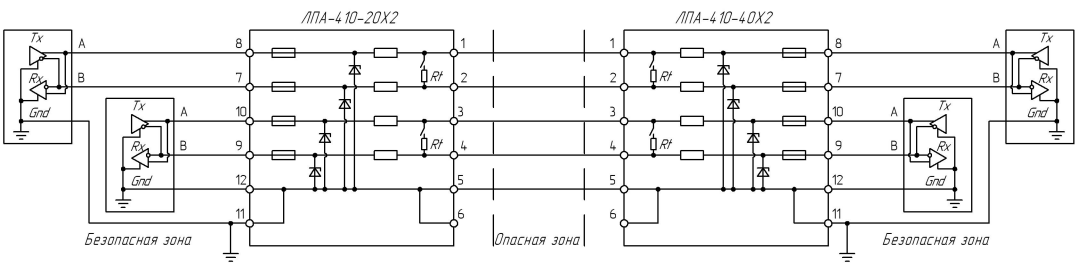 ЛПА-410-20Х2 ЛПА-410-40Х2
Tx A 8 1 1 8 A Tx
Rx B 7 Rt 2 2 Rt 7 B Rx
Gnd Tx A 10 3 3 10 A Tx Gnd
Rx B 9 Rt 4 4 Rt 9 B Rx
Gnd 12 5 5 12 Gnd
11 6 6 11
Безопасная зона Опасная зона Безопасная зона